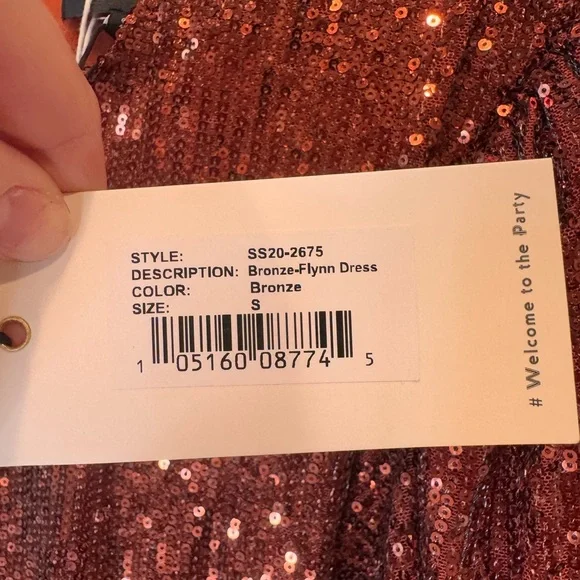 STYLE: SS20-2675
DESCRIPTION: Bronze-Flynn Dress
COLOR: Bronze
SIZE: S
1 05160 08774 5
# Welcome to the Party